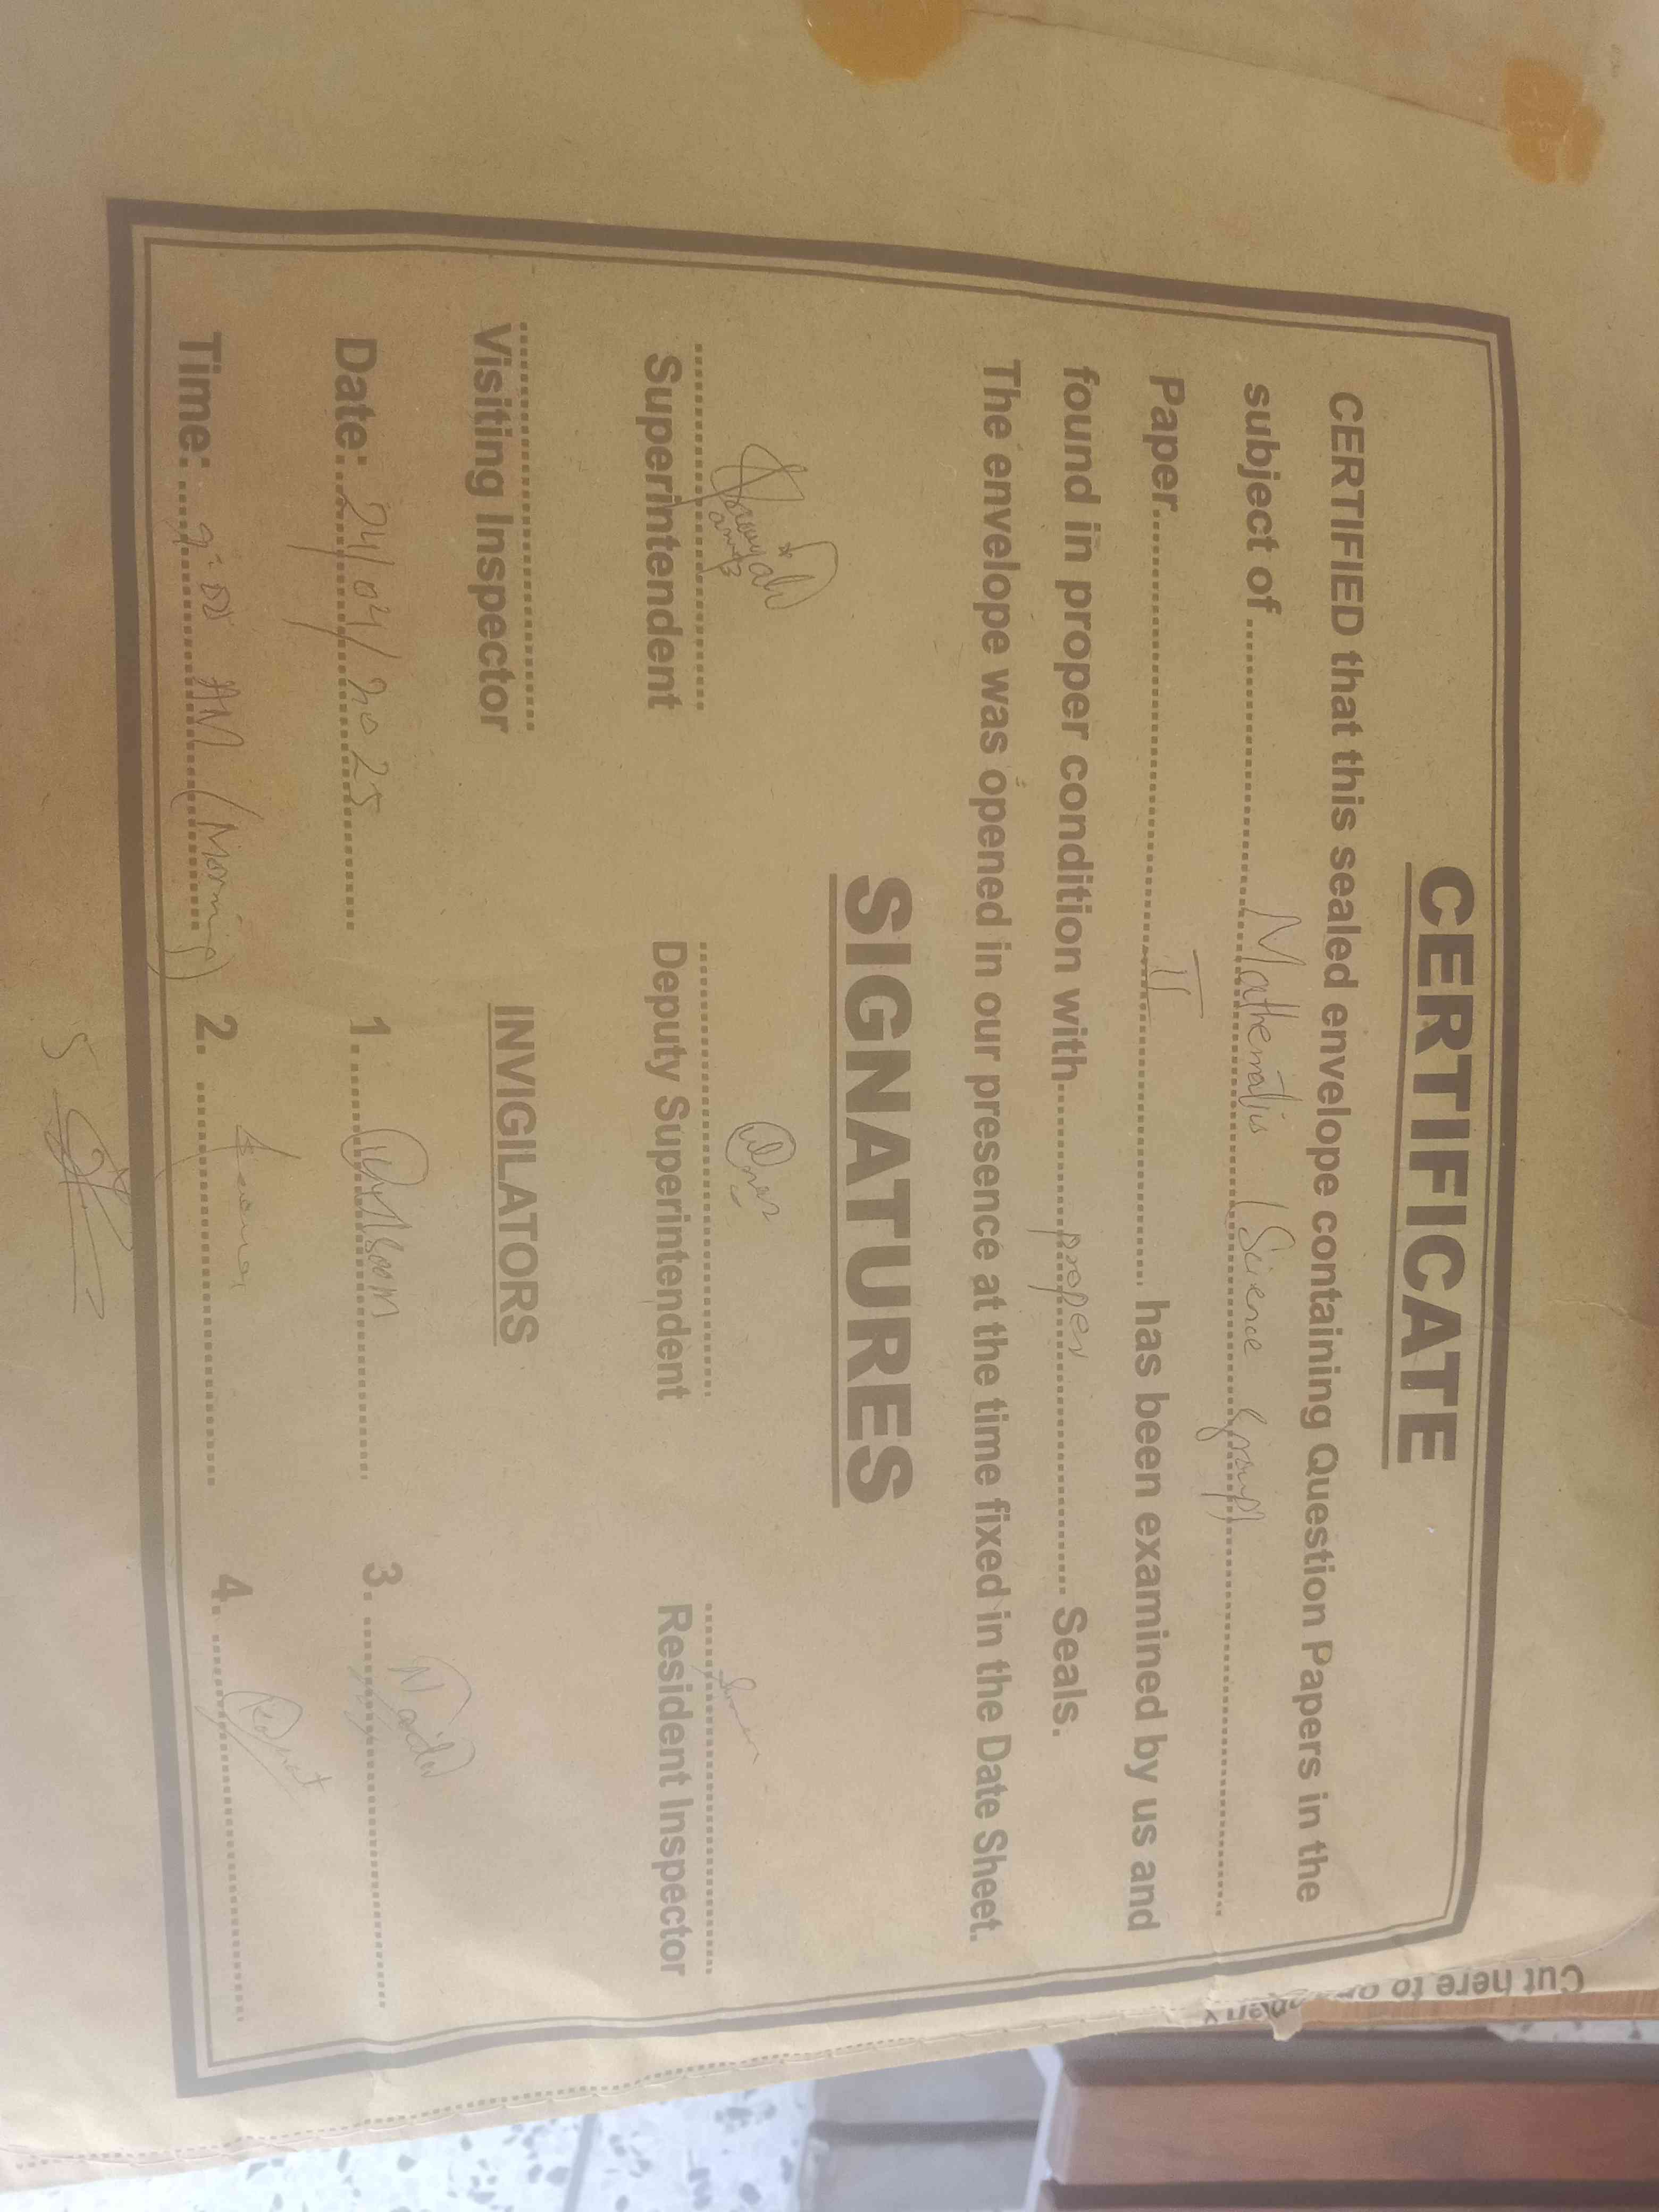 CERTIFICATE
CERTIFIED that this sealed envelope containing Question Papers in the
subject of Mathematics (Science Group)
Paper II has been examined by us and
found in proper condition with proper Seals.
The envelope was opened in our presence at the time fixed in the Date Sheet.
SIGNATURES
Superintendent Deputy Superintendent Resident Inspector
Visiting Inspector INVIGILATORS
Date: 24/04/2025 1. 3.
Time: AM (Morning) 2. 4.
5
Cut here to open